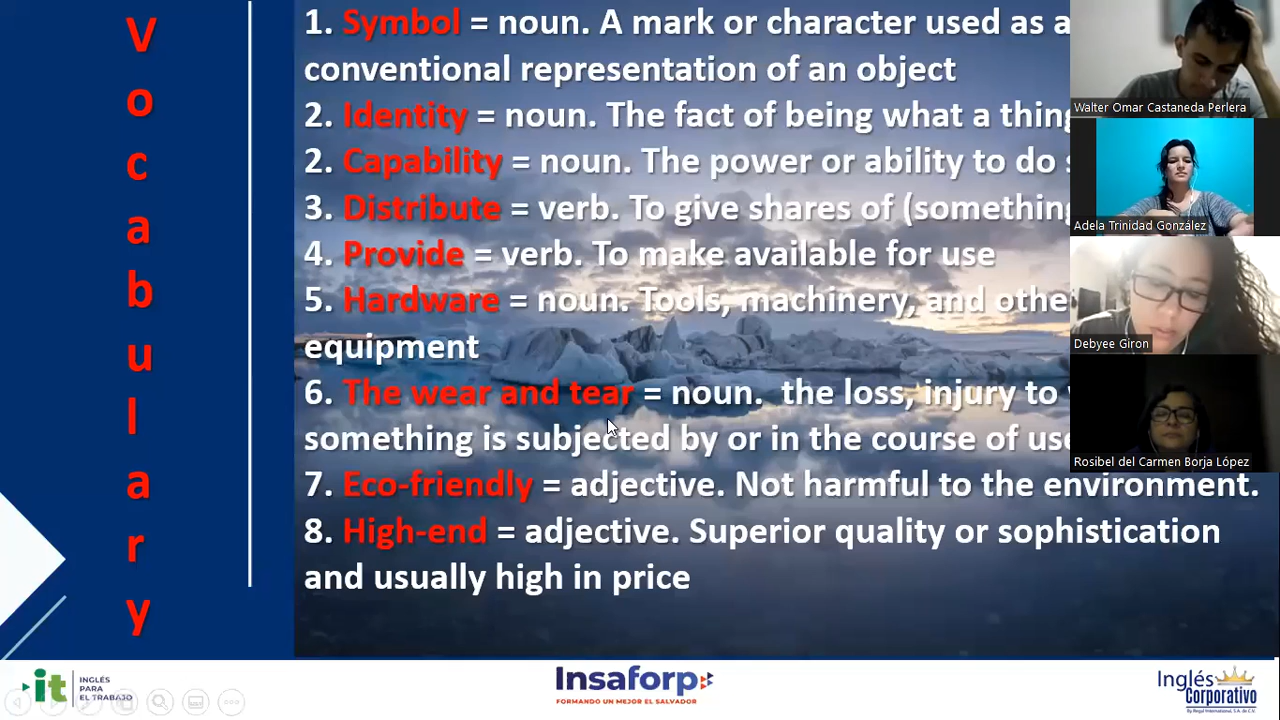 Vocabulary
1. Symbol = noun. A mark or character used as a
conventional representation of an object
2. Identity = noun. The fact of being what a thing
2. Capability = noun. The power or ability to do
3. Distribute = verb. To give shares of (something
4. Provide = verb. To make available for use
5. Hardware = noun. Tools, machinery, and othe
equipment
6. The wear and tear = noun. the loss, injury to
something is subjected by or in the course of use
7. Eco-friendly = adjective. Not harmful to the environment.
8. High-end = adjective. Superior quality or sophistication
and usually high in price
Walter Omar Castaneda Perlera
Adela Trinidad González
Debyee Giron
Rosibel del Carmen Borja López
it
INGLÉS
PARA
EL TRABAJO
Insaforp
FORMANDO UN MEJOR EL SALVADOR
Inglés
Corporativo